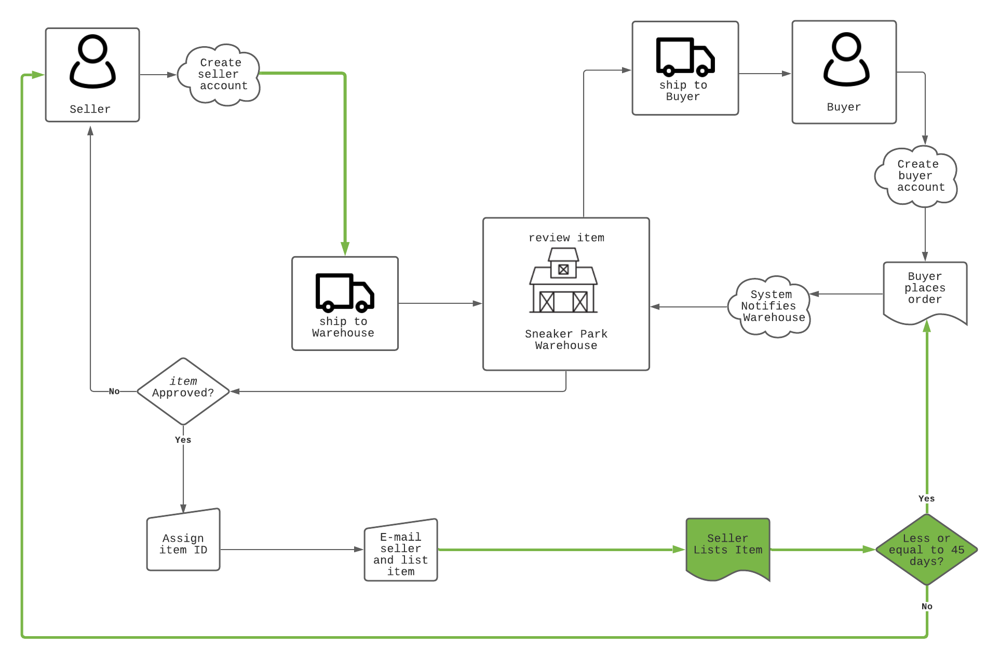 Seller
Create
seller
account
ship to
Buyer
Buyer
Create
buyer
account
review item
Sneaker Park
Warehouse
ship to
Warehouse
System
Notifies
Warehouse
Buyer
places
order
item
Approved?
No
Yes
Assign
item ID
E-mail
seller
and list
item
Seller
Lists Item
Yes
Less or
equal to 45
days?
No